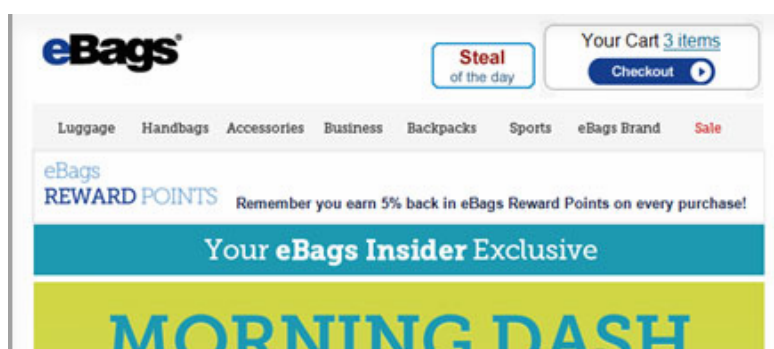 eBags
Steal
of the day
Your Cart 3 items
Checkout
Luggage Handbags Accessories Business Backpacks Sports eBags Brand Sale
eBags
REWARD POINTS
Remember you earn 5% back in eBags Reward Points on every purchase!
Your eBags Insider Exclusive
MORNING DASH